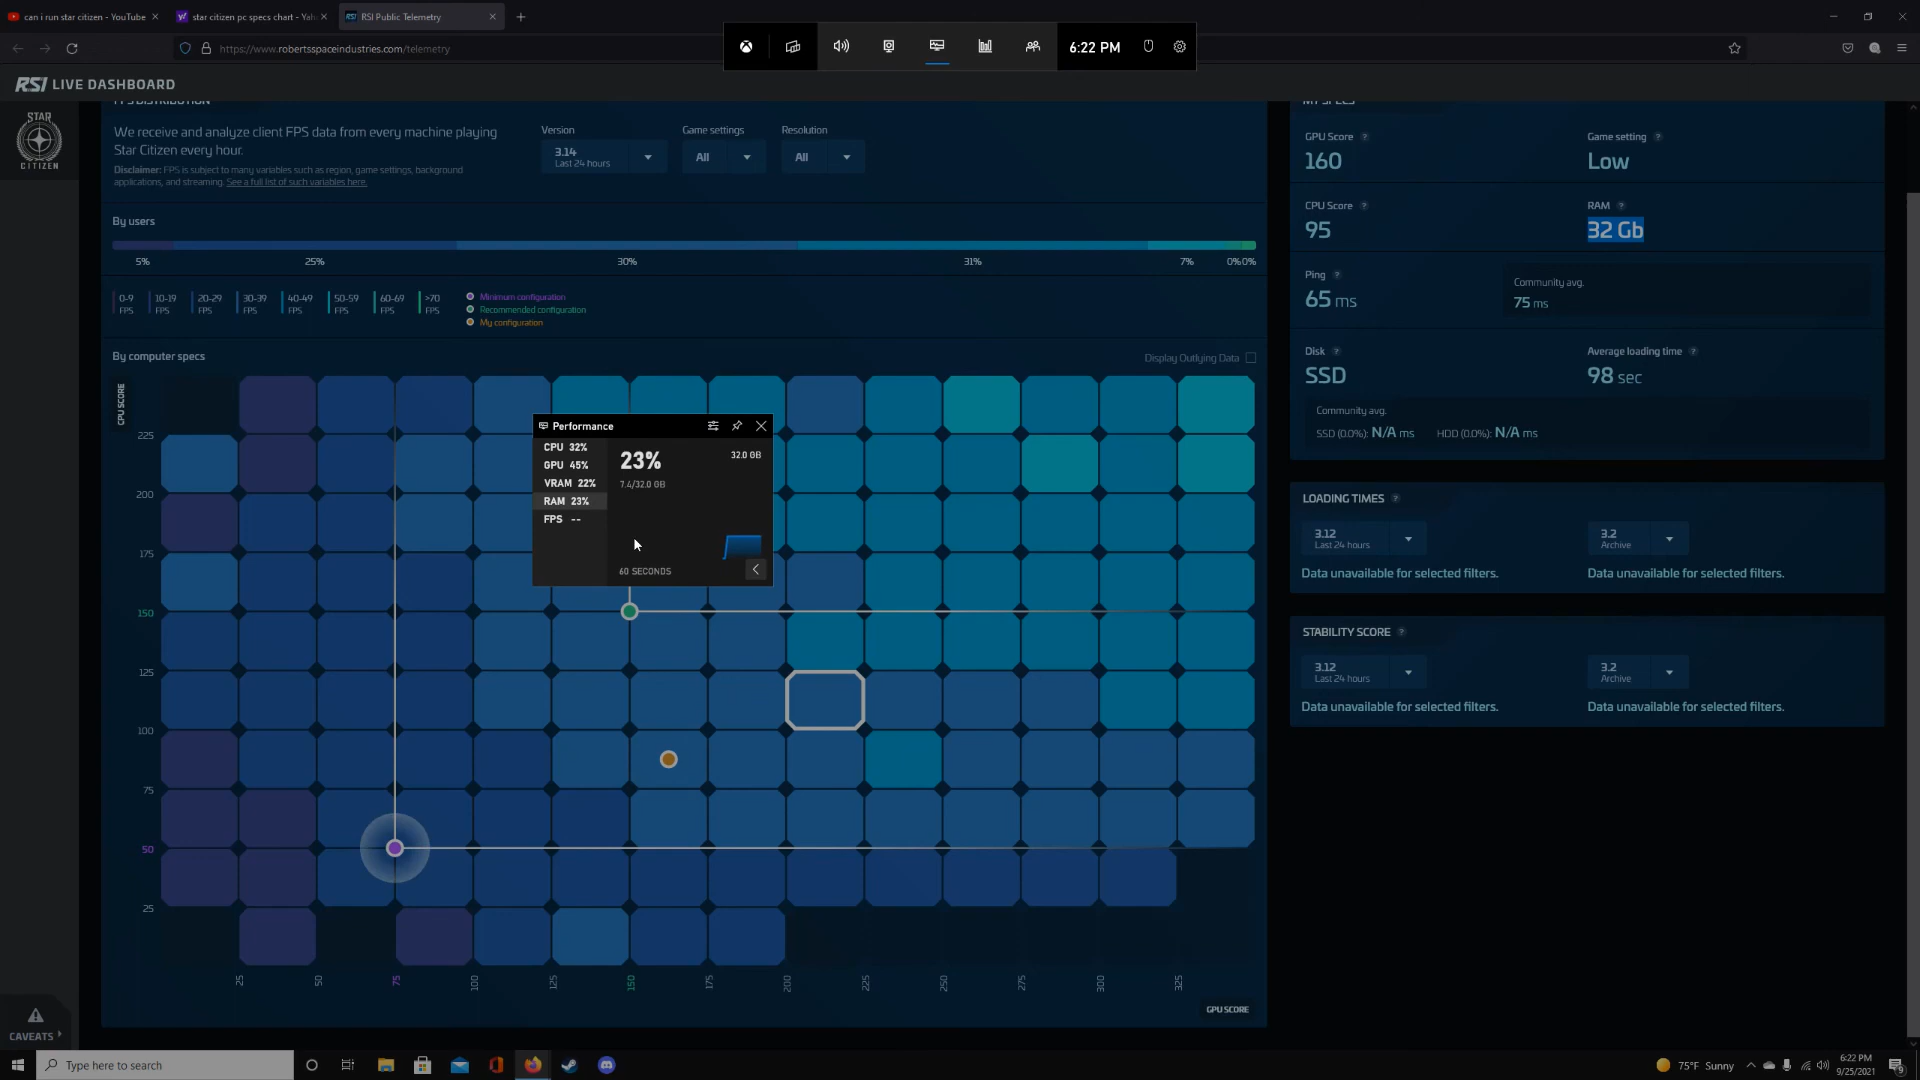 can i run star citizen - YouTube
star citizen pc specs chart - Yah
RSI Public Telemetry
https://www.robertsspaceindustries.com/telemetry
6:22 PM
RSI LIVE DASHBOARD
STAR
CITIZEN
FPS DISTRIBUTION
We receive and analyze client FPS data from every machine playing
Star Citizen every hour.
Disclaimer: FPS is subject to many variables such as region, game settings, background
applications, and streaming. See a full list of such variables here.
Version
3.14
Last 24 hours
Game settings
All
Resolution
All
By users
5% 25% 30% 31% 7% 0% 0%
0-9 FPS
10-19 FPS
20-29 FPS
30-39 FPS
40-49 FPS
50-59 FPS
60-69 FPS
>70 FPS
Minimum configuration
Recommended configuration
My configuration
By computer specs
Display Outlying Data
CPU SCORE
225
200
175
150
125
100
75
50
25
25 50 75 100 125 150 175 200 225 250 275 300 325
GPU SCORE
Performance
CPU 32%
GPU 45%
VRAM 22%
RAM 23%
FPS --
23%
32.0 GB
7.4/32.0 GB
60 SECONDS
MY SPECS
GPU Score ?
160
Game setting ?
Low
CPU Score ?
95
RAM ?
32 Gb
Ping ?
65 ms
Community avg.
75 ms
Disk ?
SSD
Average loading time ?
98 sec
Community avg.
SSD (0.0%): N/A ms HDD (0.0%): N/A ms
LOADING TIMES ?
3.12
Last 24 hours
3.2
Archive
Data unavailable for selected filters.
Data unavailable for selected filters.
STABILITY SCORE ?
3.12
Last 24 hours
3.2
Archive
Data unavailable for selected filters.
Data unavailable for selected filters.
CAVEATS
Type here to search
75°F Sunny
6:22 PM
9/25/2021